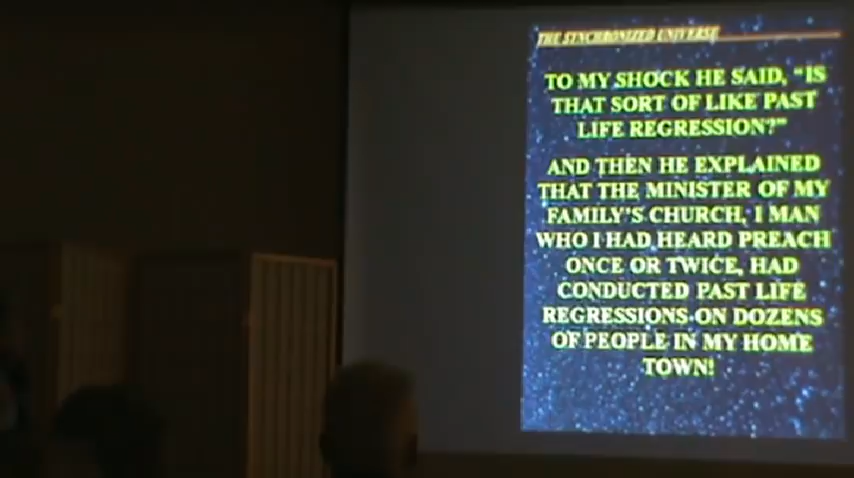 THE SYNCHRONIZED UNIVERSE
TO MY SHOCK HE SAID, "IS
THAT SORT OF LIKE PAST
LIFE REGRESSION?"
AND THEN HE EXPLAINED
THAT THE MINISTER OF MY
FAMILY'S CHURCH, I MAN
WHO I HAD HEARD PREACH
ONCE OR TWICE, HAD
CONDUCTED PAST LIFE
REGRESSIONS ON DOZENS
OF PEOPLE IN MY HOME
TOWN!